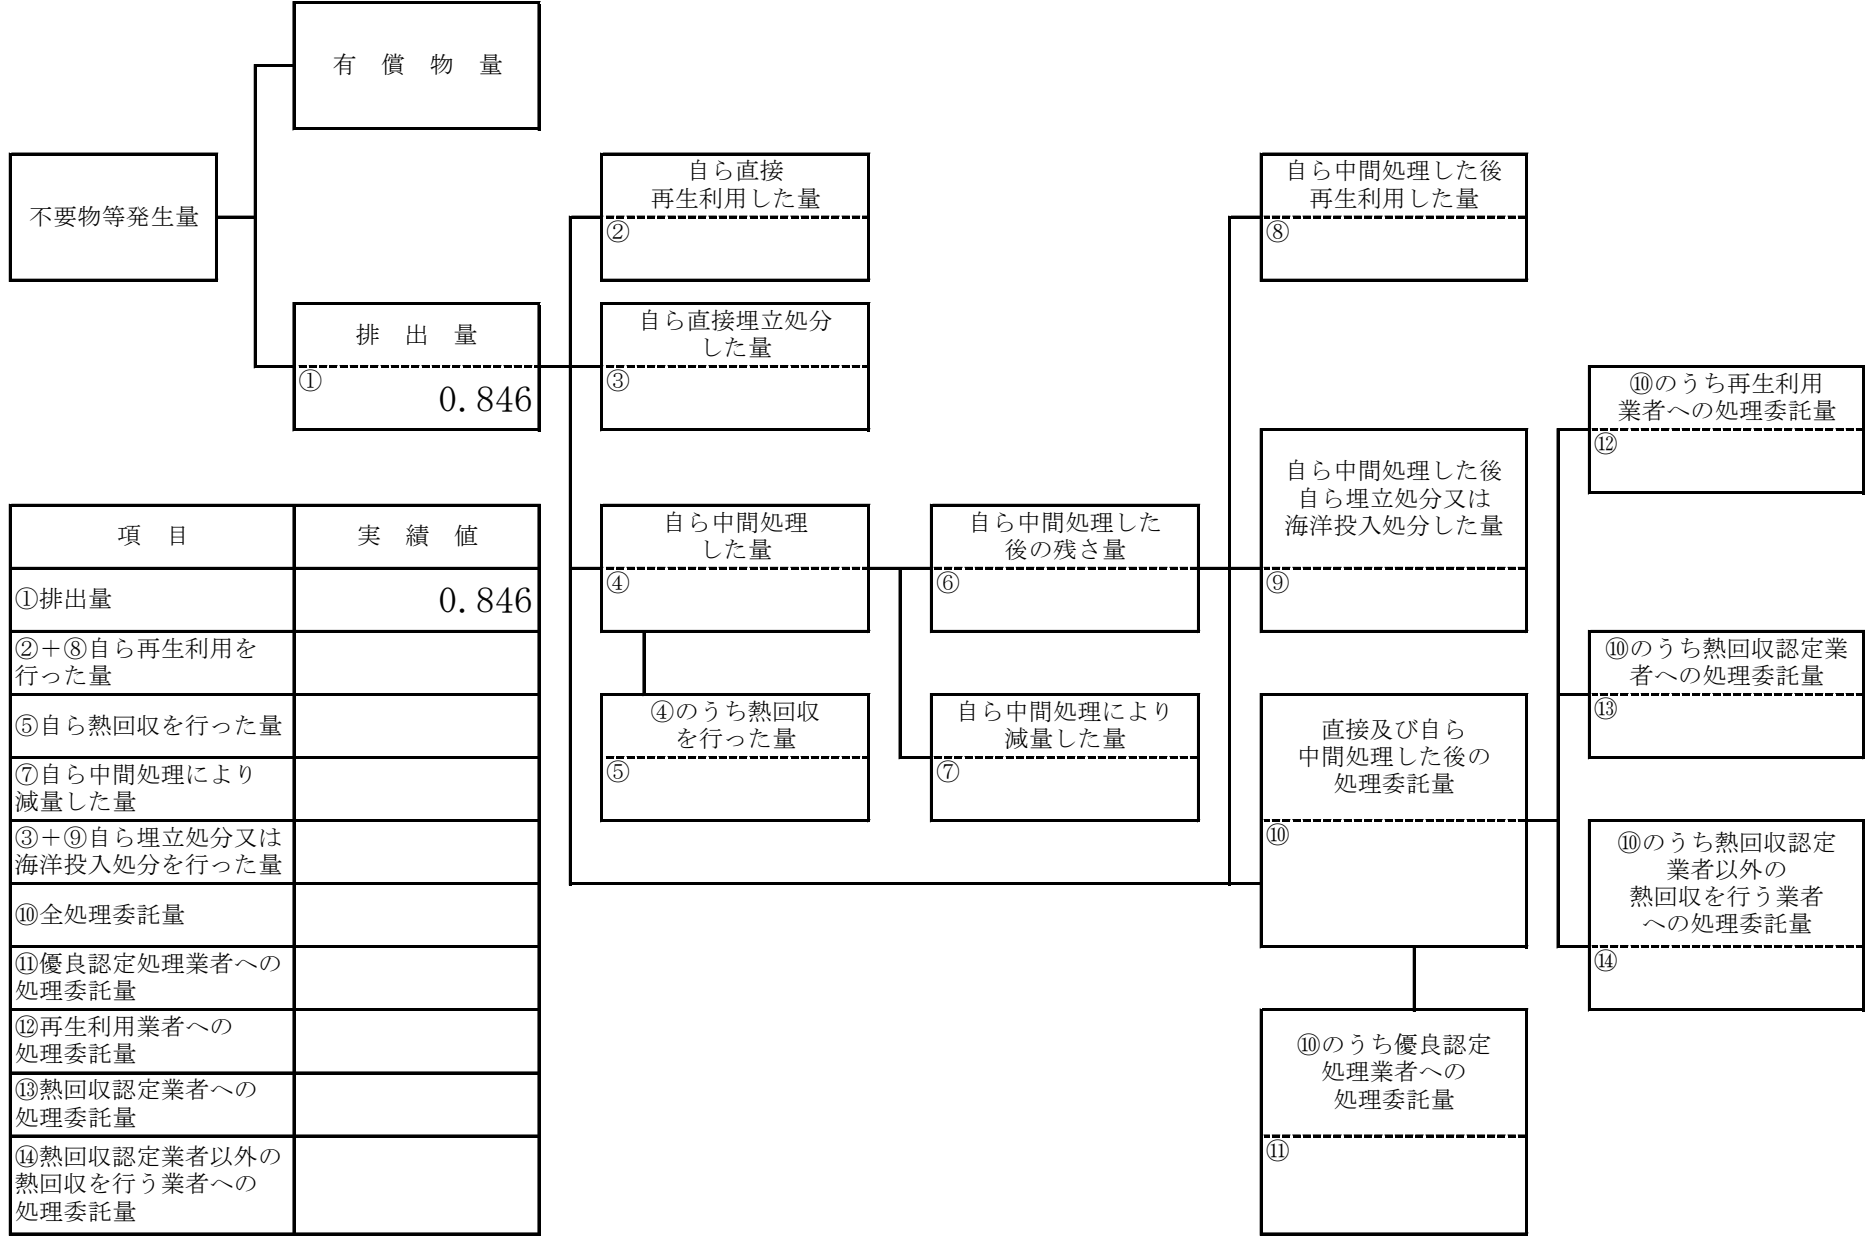 有 償 物 量
不要物等発生量
排 出 量
①
0.846
自ら直接
再生利用した量
②
自ら直接埋立処分
した量
③
自ら中間処理
した量
④
④のうち熱回収
を行った量
⑤
自ら中間処理した
後の残さ量
⑥
自ら中間処理により
減量した量
⑦
自ら中間処理した後
再生利用した量
⑧
自ら中間処理した後
自ら埋立処分又は
海洋投入処分した量
⑨
直接及び自ら
中間処理した後の
処理委託量
⑩
⑩のうち優良認定
処理業者への
処理委託量
⑪
⑩のうち再生利用
業者への処理委託量
⑫
⑩のうち熱回収認定業
者への処理委託量
⑬
⑩のうち熱回収認定
業者以外の
熱回収を行う業者
への処理委託量
⑭
項 目
実 績 値
①排出量
0.846
②＋⑧自ら再生利用を
行った量
⑤自ら熱回収を行った量
⑦自ら中間処理により
減量した量
③＋⑨自ら埋立処分又は
海洋投入処分を行った量
⑩全処理委託量
⑪優良認定処理業者への
処理委託量
⑫再生利用業者への
処理委託量
⑬熱回収認定業者への
処理委託量
⑭熱回収認定業者以外の
熱回収を行う業者への
処理委託量